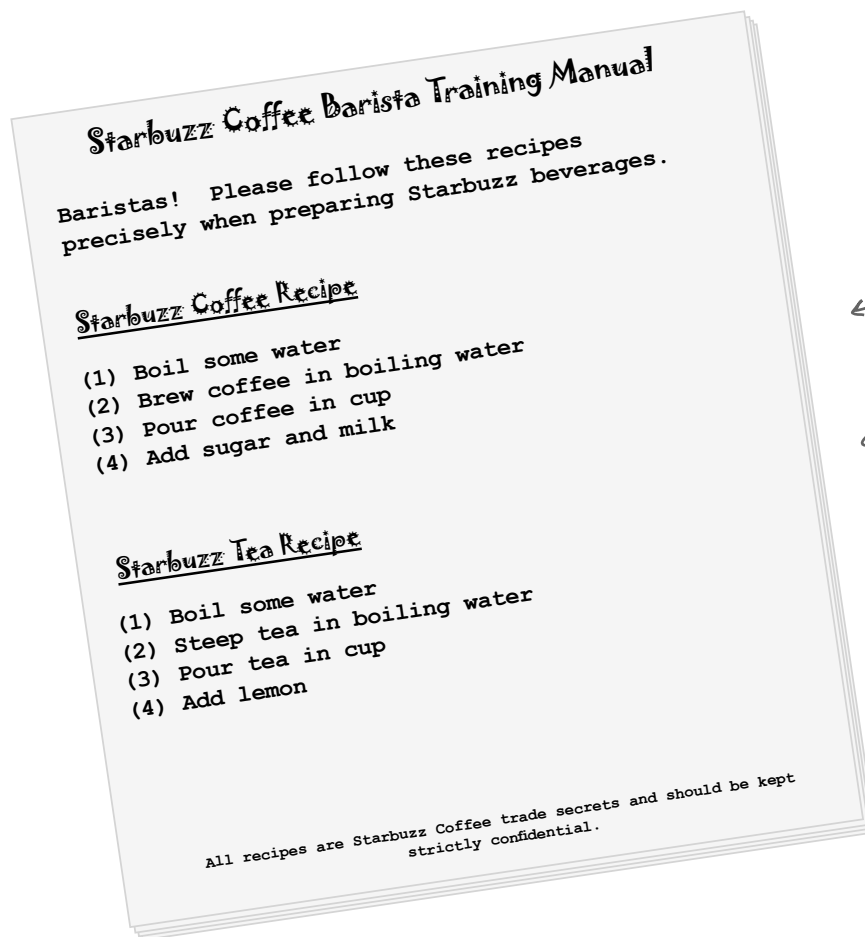 Starbuzz Coffee Barista Training Manual
Baristas! Please follow these recipes
precisely when preparing Starbuzz beverages.
Starbuzz Coffee Recipe
(1) Boil some water
(2) Brew coffee in boiling water
(3) Pour coffee in cup
(4) Add sugar and milk
Starbuzz Tea Recipe
(1) Boil some water
(2) Steep tea in boiling water
(3) Pour tea in cup
(4) Add lemon
All recipes are Starbuzz Coffee trade secrets and should be kept
strictly confidential.